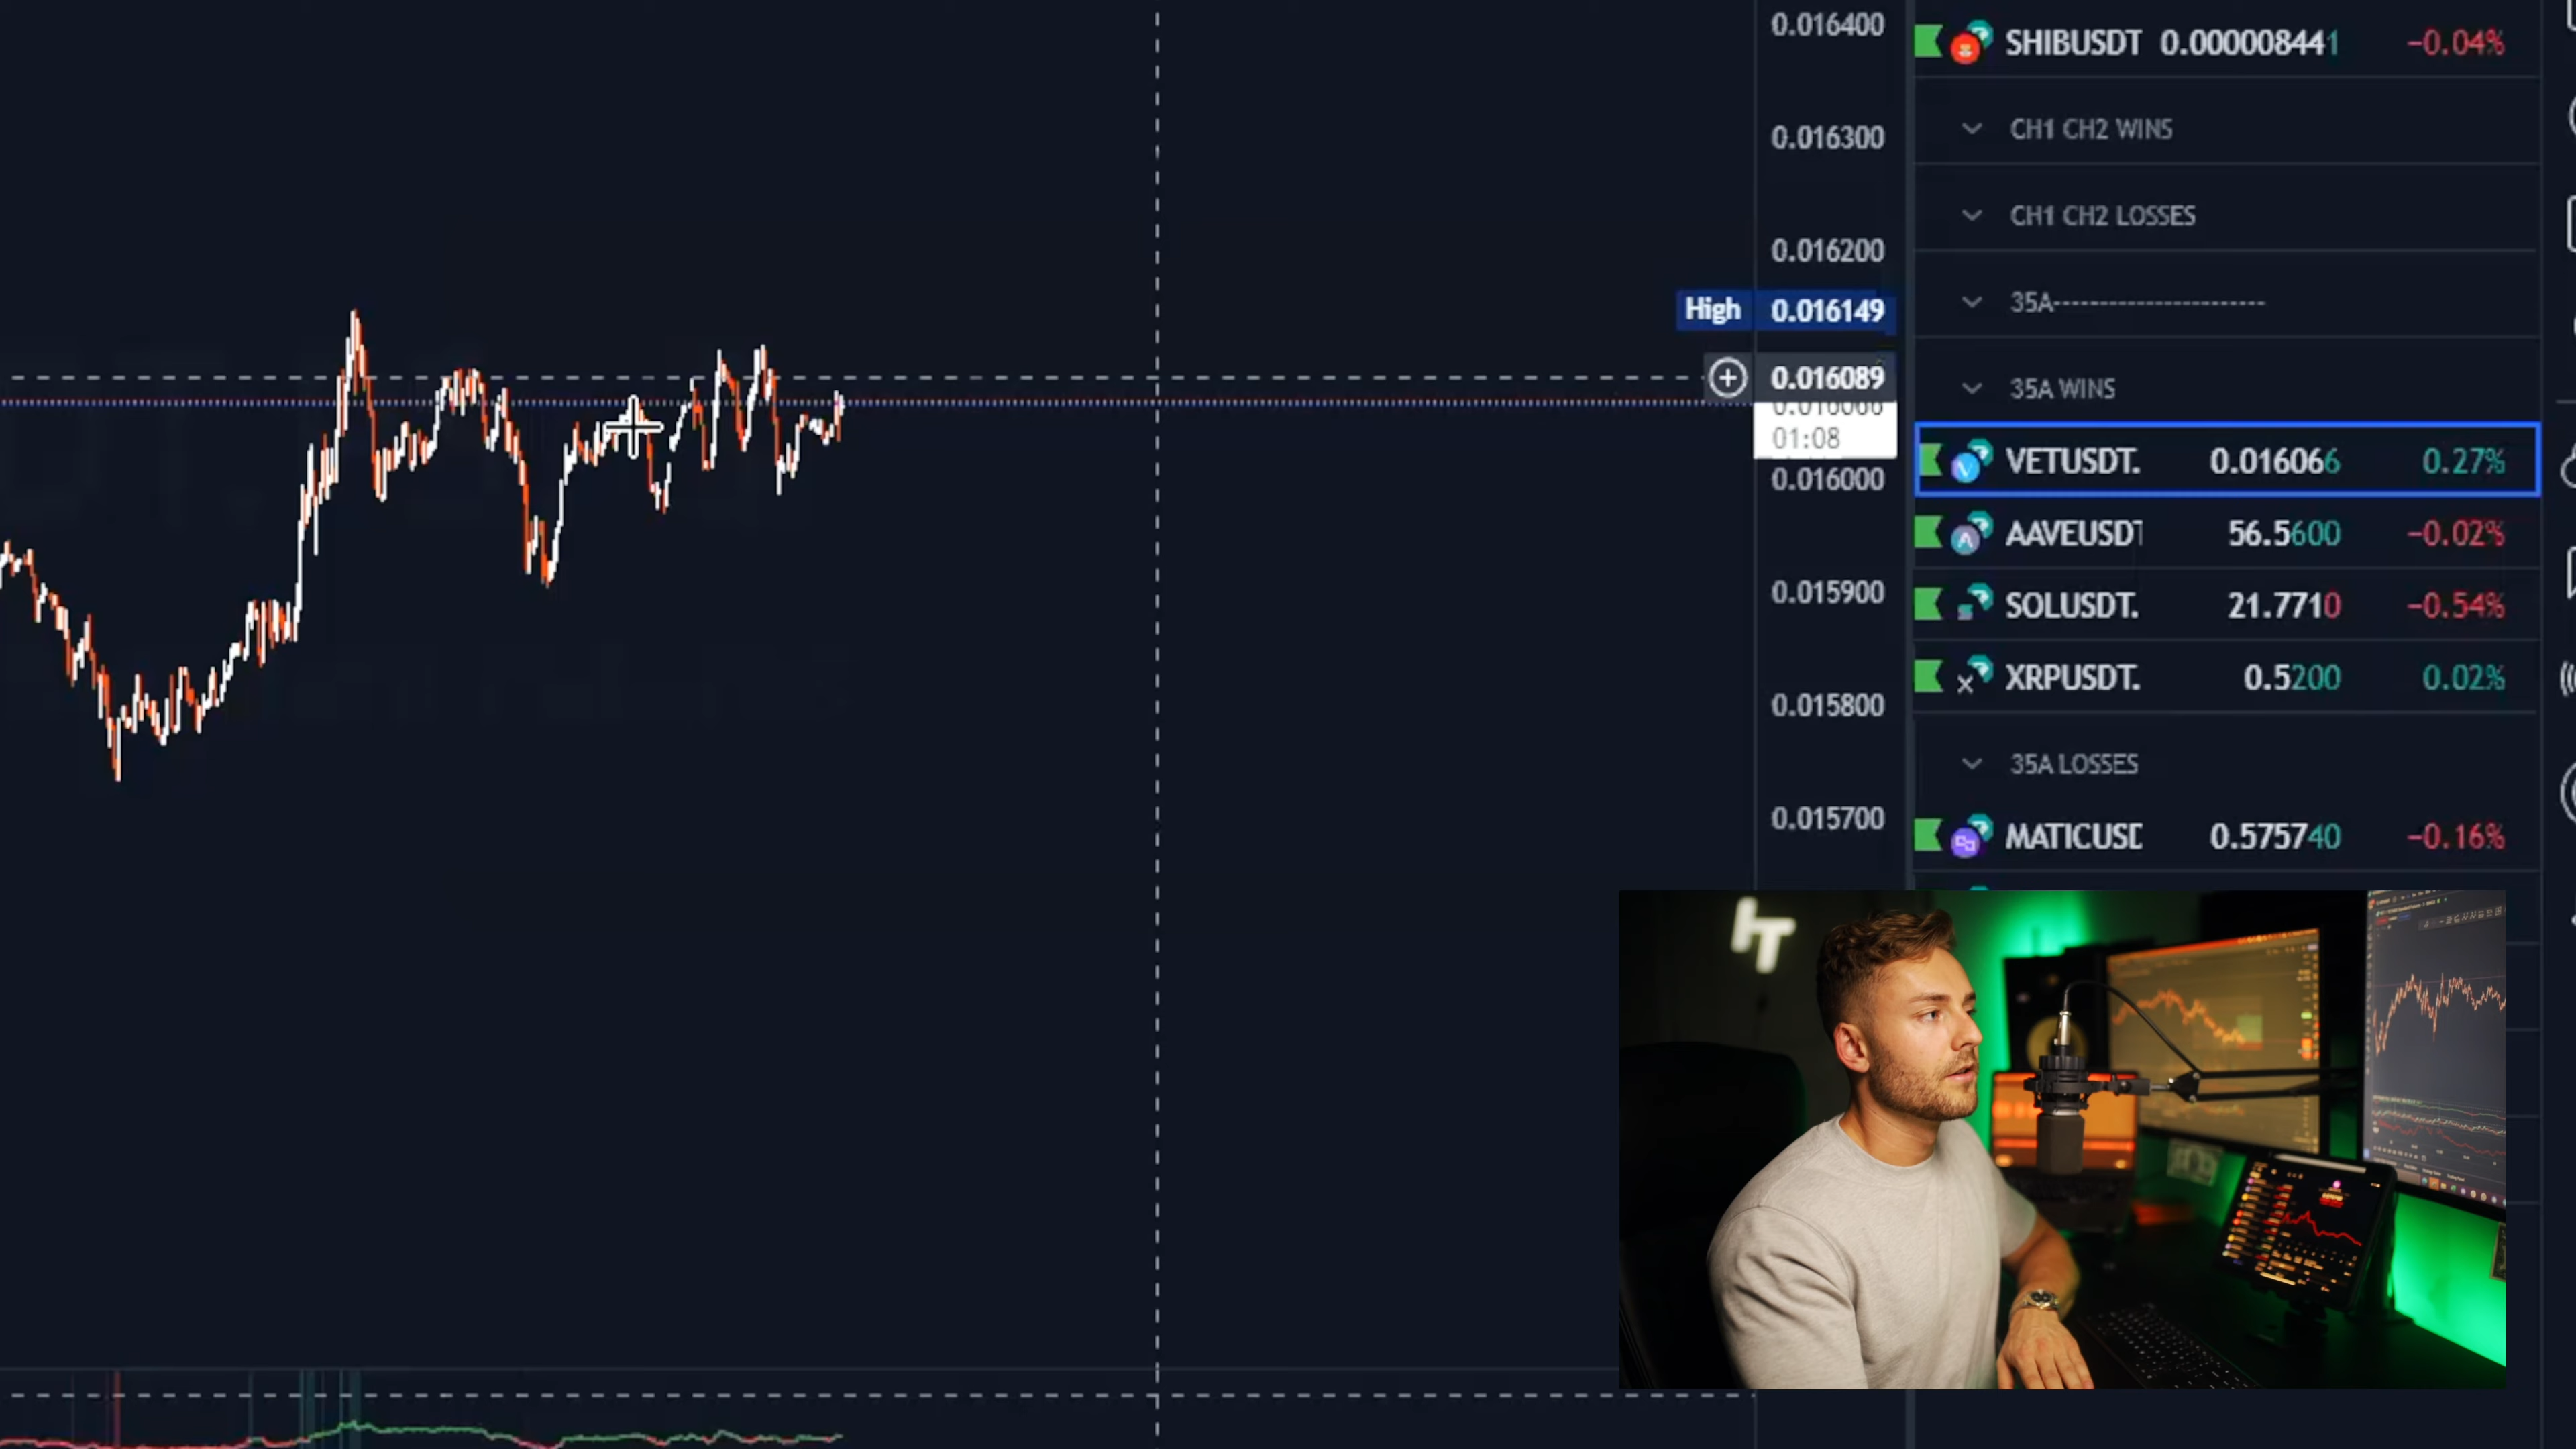 0.016400
0.016300
0.016200
High 0.016149
0.016089
0.016066
01:08
0.016000
0.015900
0.015800
0.015700
SHIBUSDT 0.000008441 -0.04%
CH1 CH2 WINS
CH1 CH2 LOSSES
35A-----------------------
35A WINS
VETUSDT. 0.016066 0.27%
AAVEUSDT 56.5600 -0.02%
SOLUSDT. 21.7710 -0.54%
XRPUSDT. 0.5200 0.02%
35A LOSSES
MATICUSD 0.575740 -0.16%